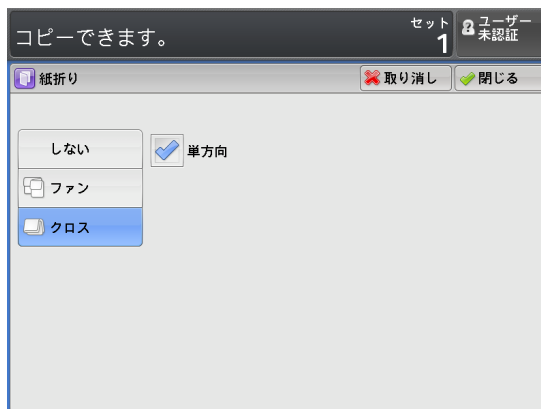 コピーできます。
セット
1
ユーザー
未認証
紙折り
取り消し
閉じる
しない
単方向
ファン
クロス